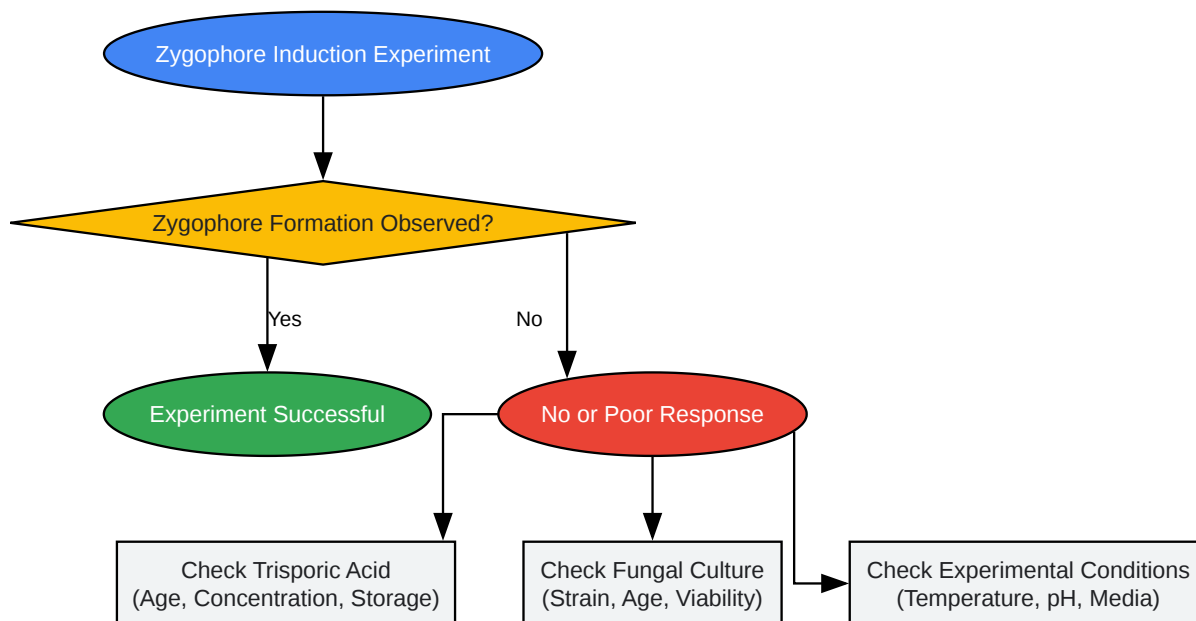 Zygophore Induction Experiment
Zygophore Formation Observed?
Yes
No
Experiment Successful
No or Poor Response
Check Trisporic Acid
(Age, Concentration, Storage)
Check Fungal Culture
(Strain, Age, Viability)
Check Experimental Conditions
(Temperature, pH, Media)